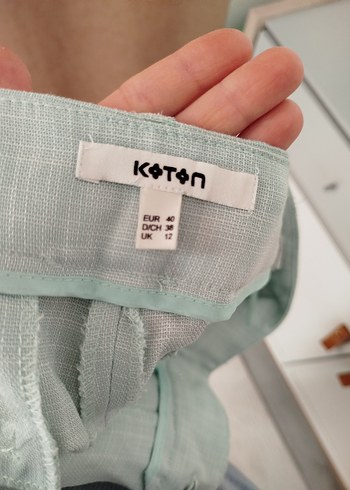 KOTON
EUR 40
D/CH 38
UK 12